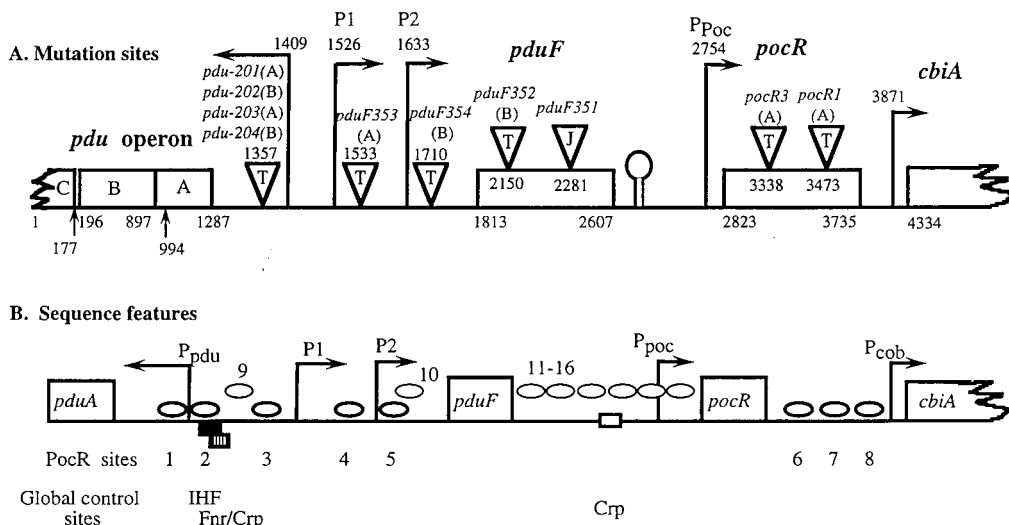 A. Mutation sites
1409
P1
1526
P2
1633
pduF
PPoc
2754
pocR
cbiA
3871
pdu-201(A)
pdu-202(B)
pdu-203(A)
pdu-204(B)
1357
pduF353
(A)
1533
pduF354
(B)
1710
pduF352
(B)
pduF351
pocR3
(A)
pocR1
(A)
pdu operon
T T T T J T T
C B A
2150 2281 3338 3473
1 196 897 1287 1813 2607 2823 3735 4334
177 994
B. Sequence features
Ppdu P1 P2 Ppoc Pcob
9 10 11-16
pduA pduF pocR cbiA
PocR sites 1 2 3 4 5 6 7 8
Global control
sites
IHF
Fnr/Crp
Crp